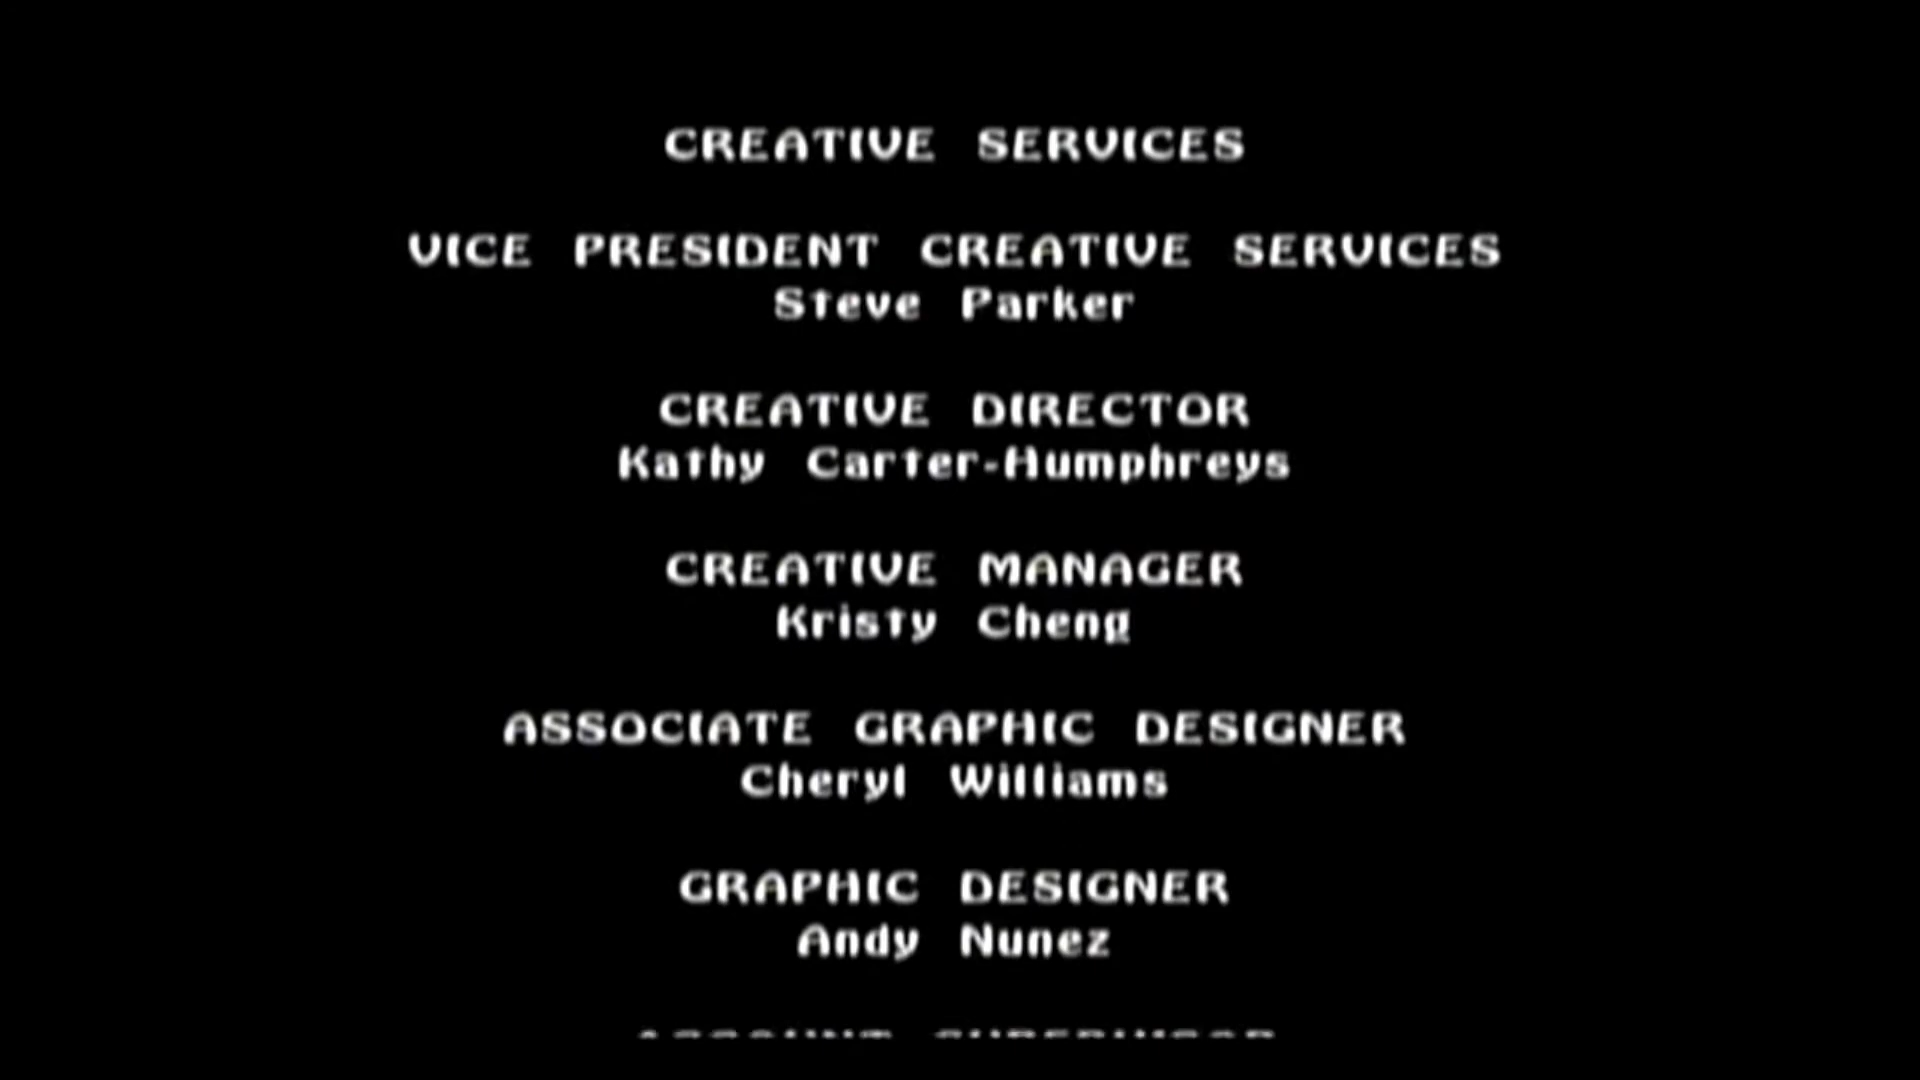 CREATIVE SERVICES
VICE PRESIDENT CREATIVE SERVICES
Steve Parker
CREATIVE DIRECTOR
Kathy Carter-Humphreys
CREATIVE MANAGER
Kristy Cheng
ASSOCIATE GRAPHIC DESIGNER
Cheryl Williams
GRAPHIC DESIGNER
Andy Nunez